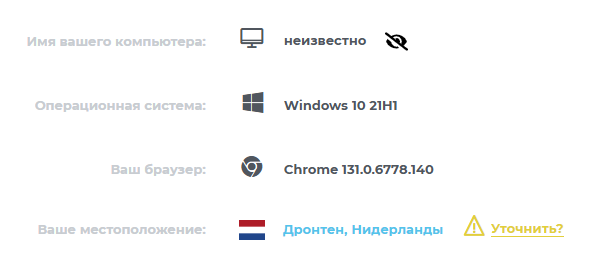 Имя вашего компьютера: неизвестно
Операционная система: Windows 10 21H1
Ваш браузер: Chrome 131.0.6778.140
Ваше местоположение: Дронтен, Нидерланды Уточнить?